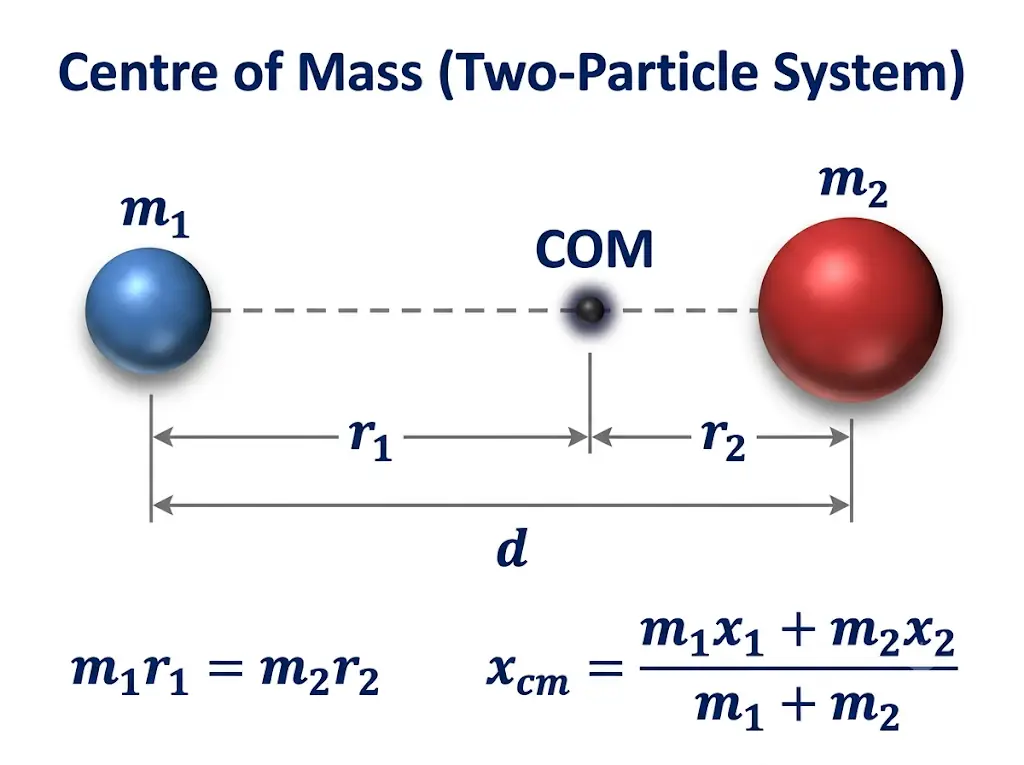 Centre of Mass (Two-Particle System)
m₁
m₂
COM
r₁
r₂
d
m₁r₁ = m₂r₂
x_cm = (m₁x₁ + m₂x₂) / (m₁ + m₂)